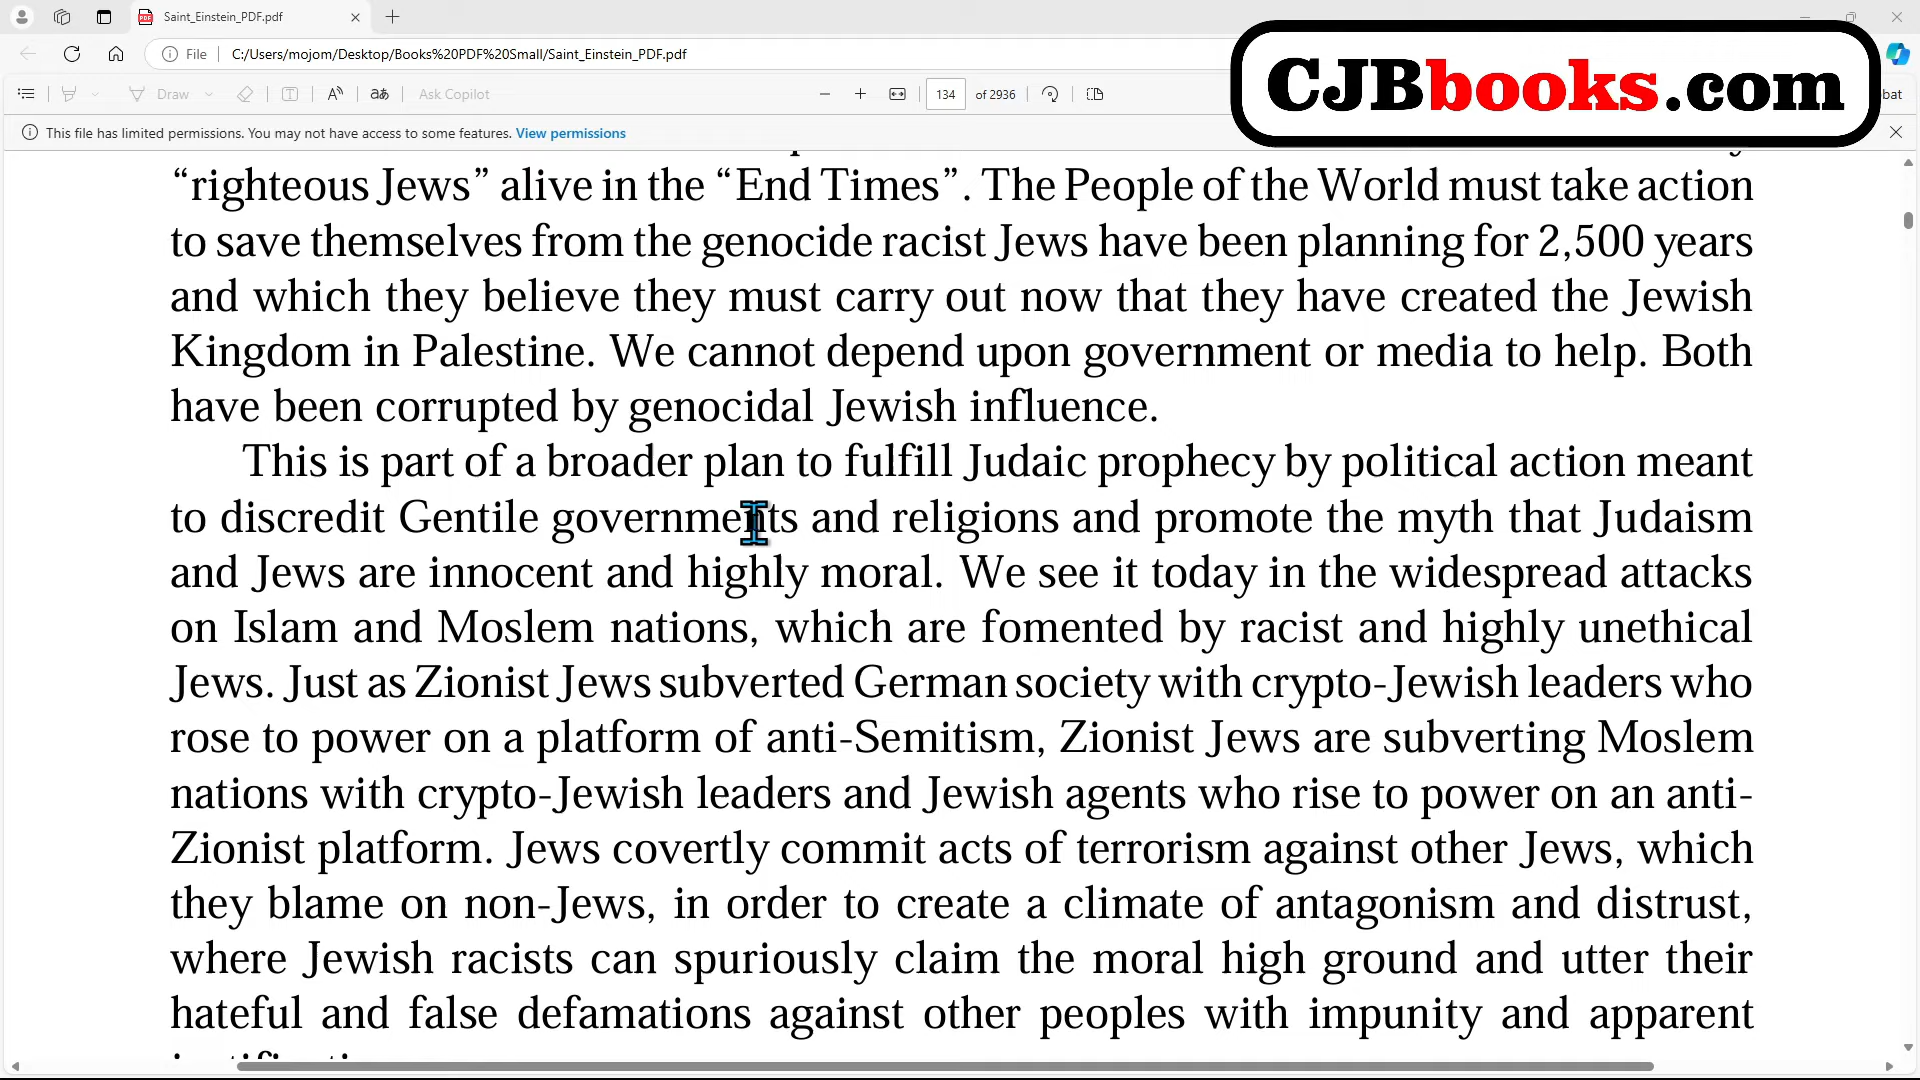 Saint_Einstein_PDF.pdf
File
C:/Users/mojom/Desktop/Books%20PDF%20Small/Saint_Einstein_PDF.pdf
CJBbooks.com
Draw
Ask Copilot
134 of 2936
bat
This file has limited permissions. You may not have access to some features. View permissions
“righteous Jews” alive in the “End Times”. The People of the World must take action
to save themselves from the genocide racist Jews have been planning for 2,500 years
and which they believe they must carry out now that they have created the Jewish
Kingdom in Palestine. We cannot depend upon government or media to help. Both
have been corrupted by genocidal Jewish influence.
This is part of a broader plan to fulfill Judaic prophecy by political action meant
to discredit Gentile governments and religions and promote the myth that Judaism
and Jews are innocent and highly moral. We see it today in the widespread attacks
on Islam and Moslem nations, which are fomented by racist and highly unethical
Jews. Just as Zionist Jews subverted German society with crypto-Jewish leaders who
rose to power on a platform of anti-Semitism, Zionist Jews are subverting Moslem
nations with crypto-Jewish leaders and Jewish agents who rise to power on an anti-
Zionist platform. Jews covertly commit acts of terrorism against other Jews, which
they blame on non-Jews, in order to create a climate of antagonism and distrust,
where Jewish racists can spuriously claim the moral high ground and utter their
hateful and false defamations against other peoples with impunity and apparent